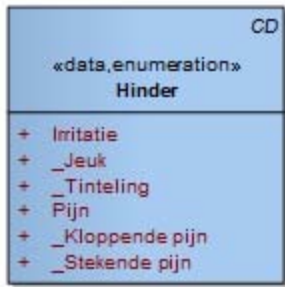 CD
«data,enumeration»
Hinder
+ Irritatie
+ _Jeuk
+ _Tinteling
+ Pijn
+ _Kloppende pijn
+ _Stekende pijn